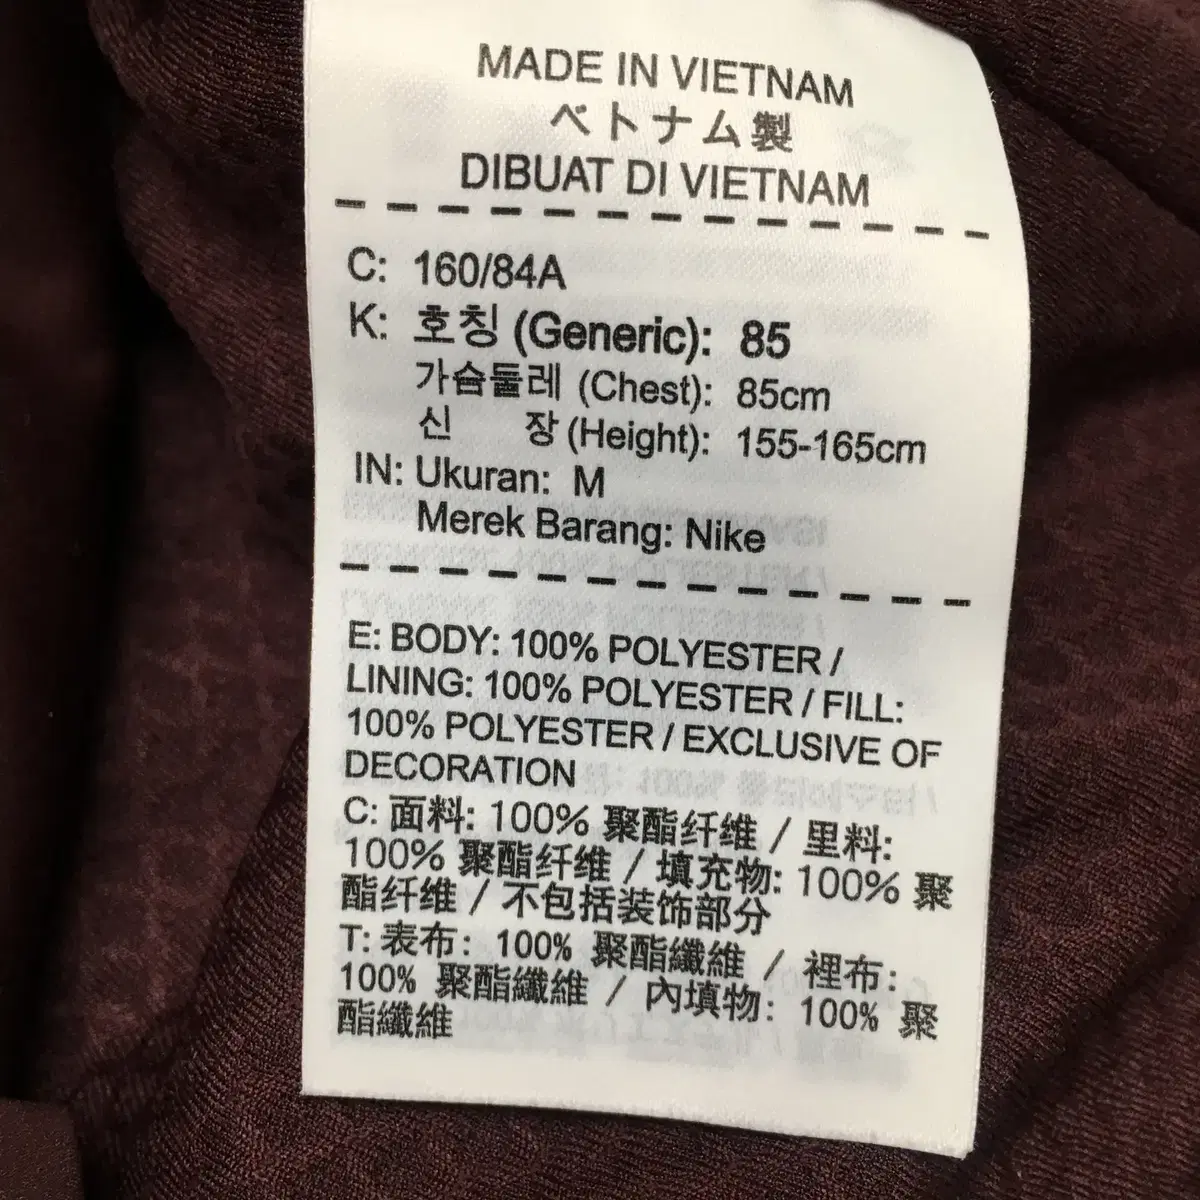 MADE IN VIETNAM
ベトナム製
DIBUAT DI VIETNAM
C: 160/84A
K: 호칭 (Generic): 85
가슴둘레 (Chest): 85cm
신 장 (Height): 155-165cm
IN: Ukuran: M
Merek Barang: Nike
E: BODY: 100% POLYESTER /
LINING: 100% POLYESTER / FILL:
100% POLYESTER / EXCLUSIVE OF
DECORATION
C: 面料: 100% 聚酯纤维 / 里料:
100% 聚酯纤维 / 填充物: 100% 聚
酯纤维 / 不包括装饰部分
T: 表布: 100% 聚酯纖維 / 裡布:
100% 聚酯纖維 / 內填物: 100% 聚
酯纖維